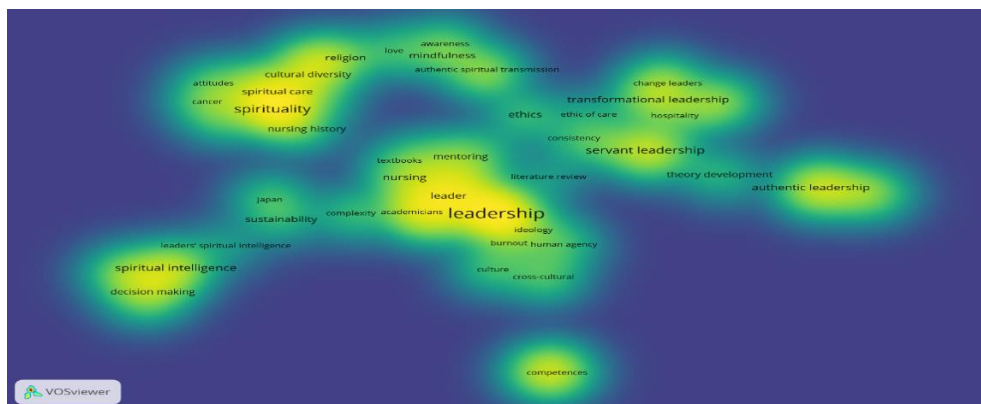 awareness
love
religion
mindfulness
authentic spiritual transmission
cultural diversity
attitudes
spiritual care
cancer
spirituality
nursing history
change leaders
transformational leadership
ethics
ethic of care
hospitality
consistency
servant leadership
textbooks
mentoring
nursing
literature review
theory development
authentic leadership
leader
japan
sustainability
complexity
academicians
leadership
ideology
leaders' spiritual intelligence
burnout
human agency
spiritual intelligence
culture
cross-cultural
decision making
competences
VOSviewer